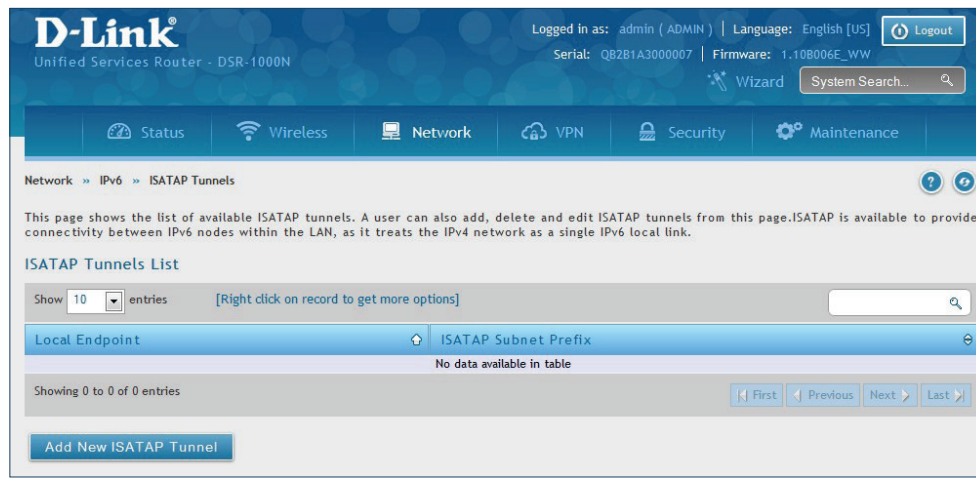 D-Link®
Unified Services Router - DSR-1000N
Logged in as: admin ( ADMIN ) | Language: English [US]
Logout
Serial: QB2B1A3000007 | Firmware: 1.10B006E_WW
Wizard
System Search...
Status
Wireless
Network
VPN
Security
Maintenance
Network » IPv6 » ISATAP Tunnels
This page shows the list of available ISATAP tunnels. A user can also add, delete and edit ISATAP tunnels from this page.ISATAP is available to provide
connectivity between IPv6 nodes within the LAN, as it treats the IPv4 network as a single IPv6 local link.
ISATAP Tunnels List
Show 10 entries
[Right click on record to get more options]
Local Endpoint
ISATAP Subnet Prefix
No data available in table
Showing 0 to 0 of 0 entries
First
Previous
Next
Last
Add New ISATAP Tunnel